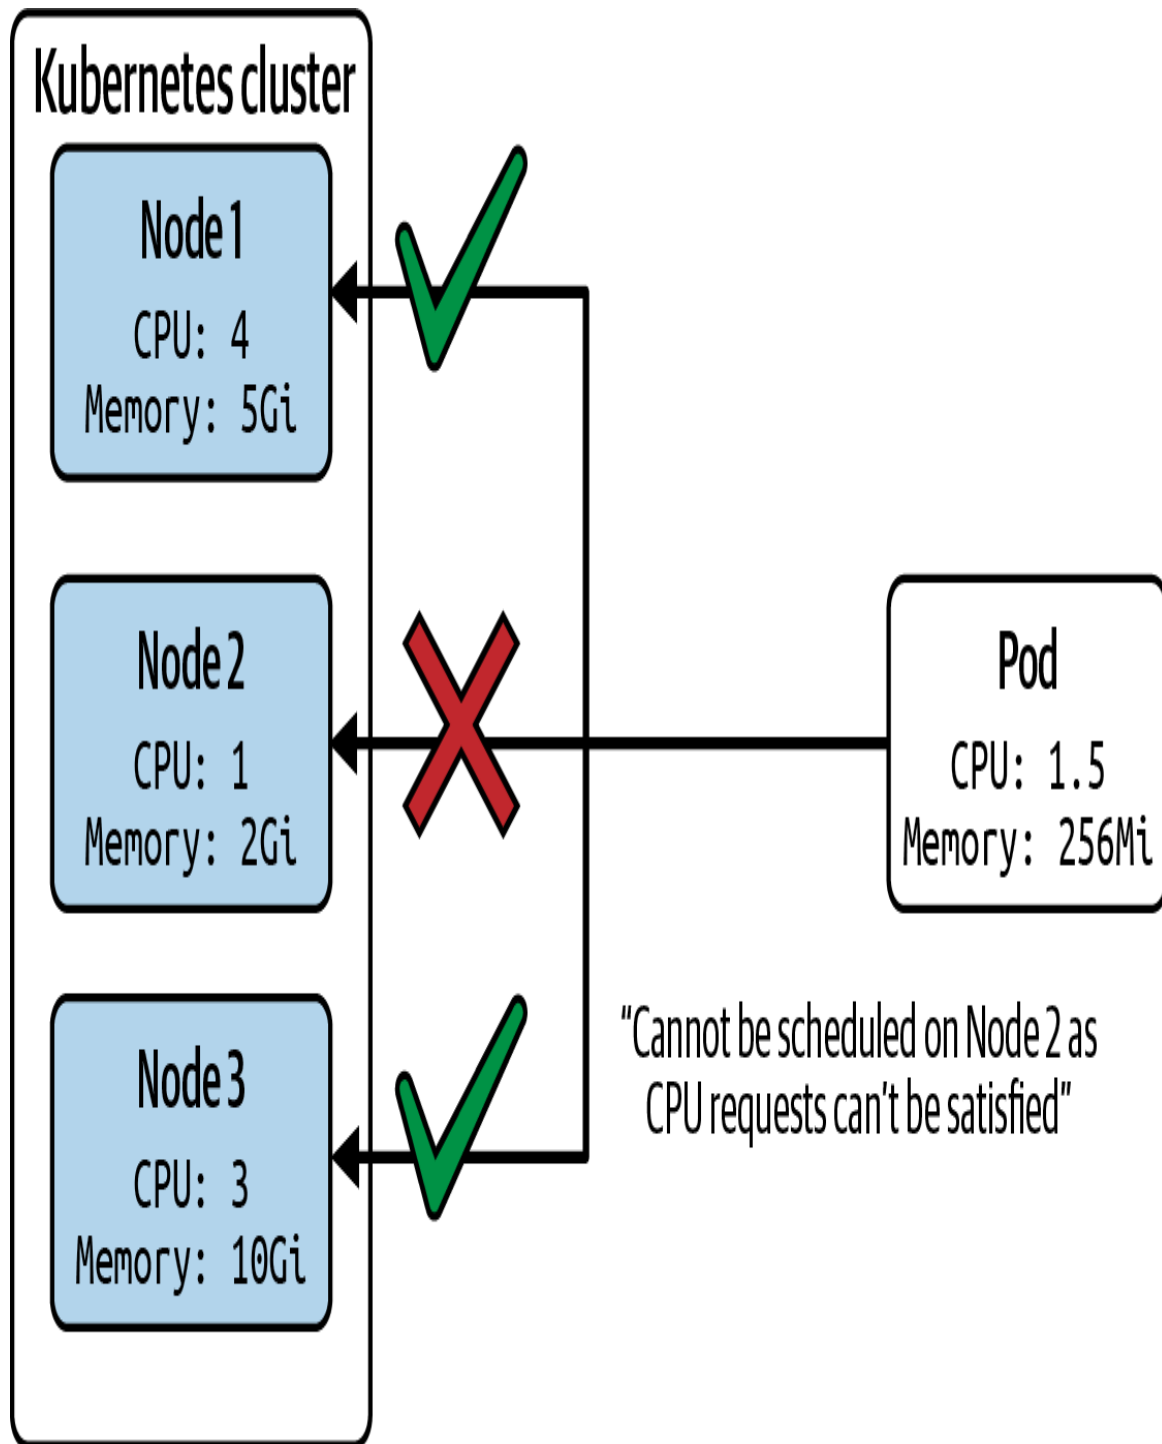 Kubernetes cluster
Node 1
CPU: 4
Memory: 5Gi
Node 2
CPU: 1
Memory: 2Gi
Node 3
CPU: 3
Memory: 10Gi
Pod
CPU: 1.5
Memory: 256Mi
“Cannot be scheduled on Node 2 as
CPU requests can’t be satisfied”